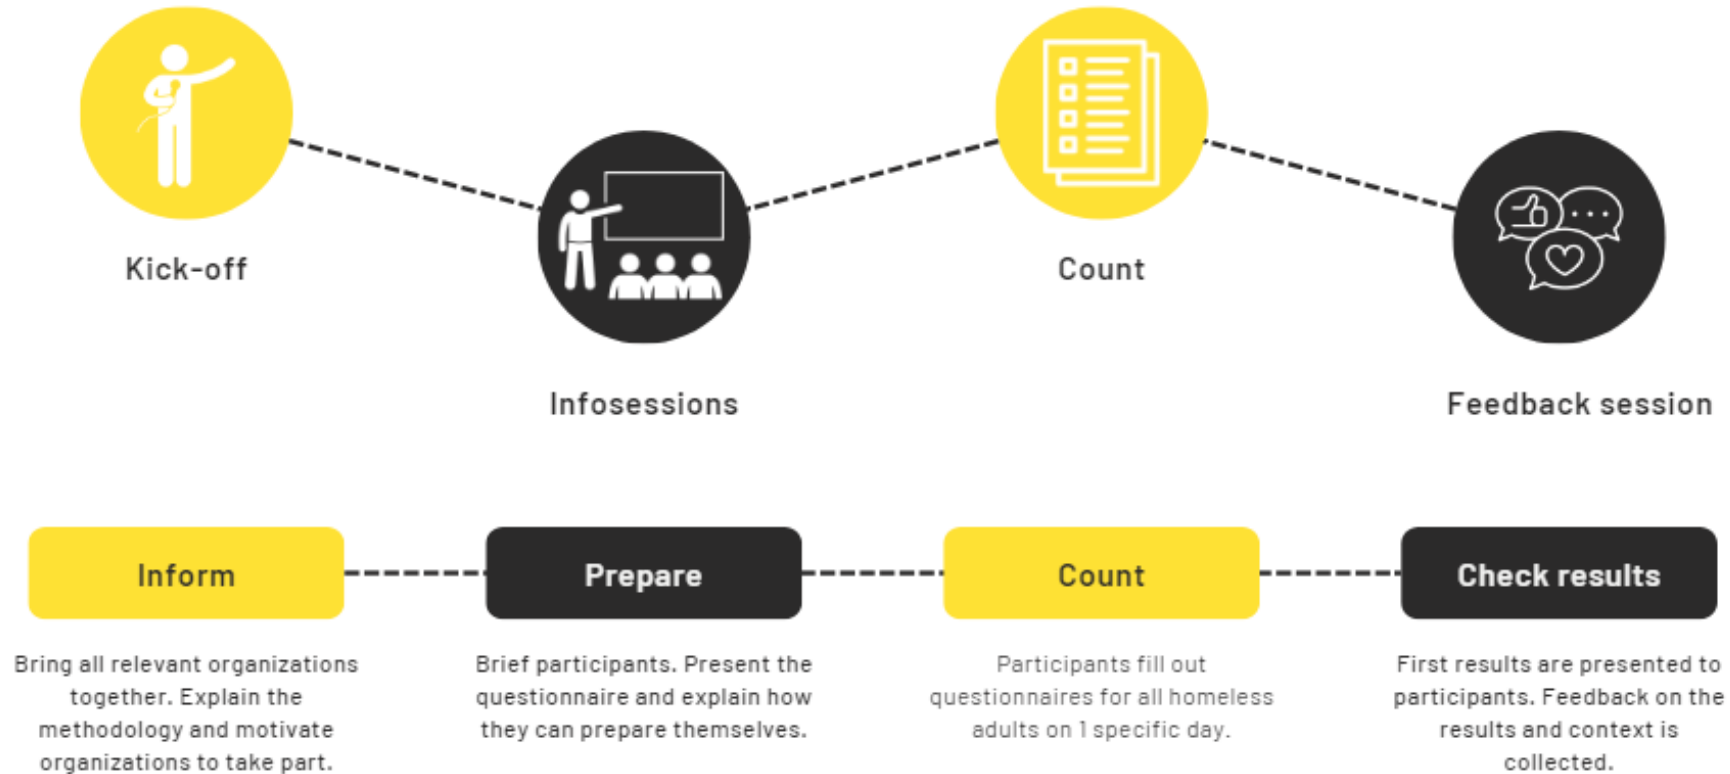 Kick-off
Count
Infosessions
Feedback session
Inform
Prepare
Count
Check results
Bring all relevant organizations
together. Explain the
methodology and motivate
organizations to take part.
Brief participants. Present the
questionnaire and explain how
they can prepare themselves.
Participants fill out
questionnaires for all homeless
adults on 1 specific day.
First results are presented to
participants. Feedback on the
results and context is
collected.